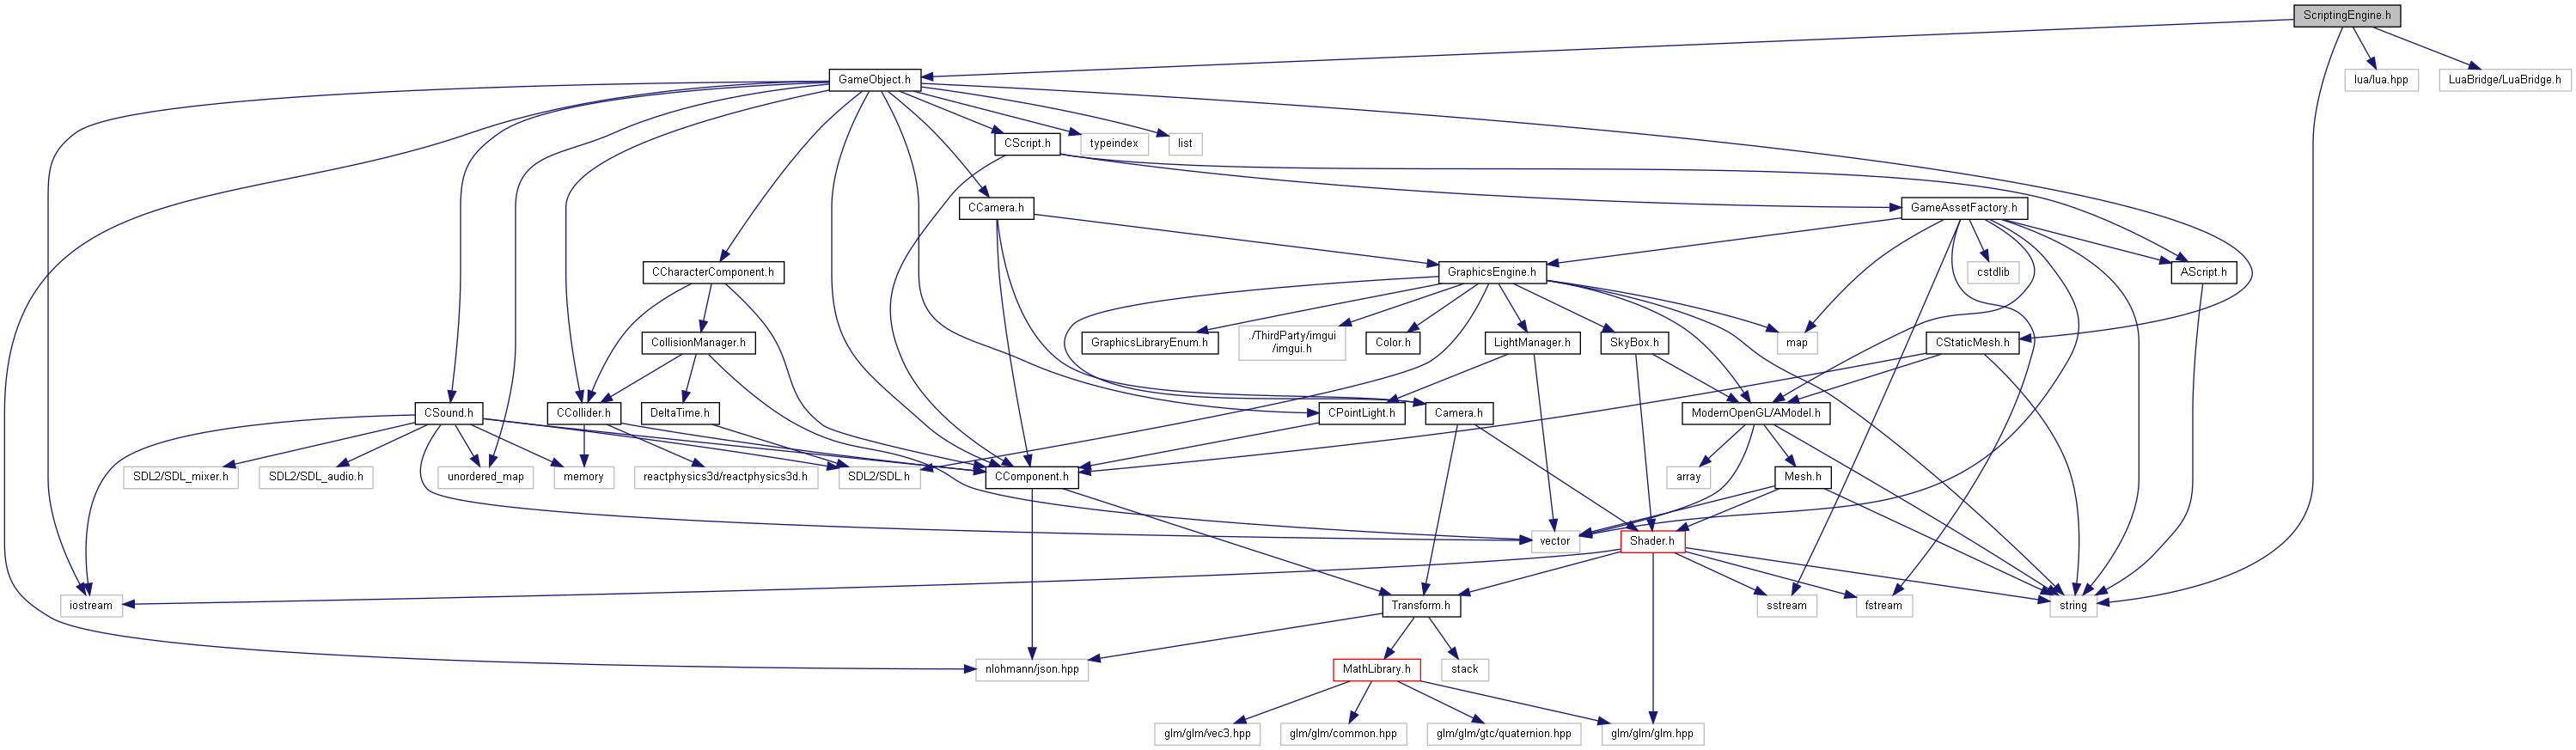 ScriptingEngine.h
GameObject.h
lua/lua.hpp
LuaBridge/LuaBridge.h
CScript.h
typeindex
list
CCamera.h
GameAssetFactory.h
CCharacterComponent.h
GraphicsEngine.h
cstdlib
AScript.h
CollisionManager.h
GraphicsLibraryEnum.h
./ThirdParty/imgui
/imgui.h
Color.h
LightManager.h
SkyBox.h
map
CStaticMesh.h
CSound.h
CCollider.h
DeltaTime.h
CPointLight.h
Camera.h
ModernOpenGL/AModel.h
SDL2/SDL_mixer.h
SDL2/SDL_audio.h
unordered_map
memory
reactphysics3d/reactphysics3d.h
SDL2/SDL.h
CComponent.h
array
Mesh.h
vector
Shader.h
iostream
Transform.h
sstream
fstream
string
nlohmann/json.hpp
MathLibrary.h
stack
glm/glm/vec3.hpp
glm/glm/common.hpp
glm/glm/gtc/quaternion.hpp
glm/glm/glm.hpp